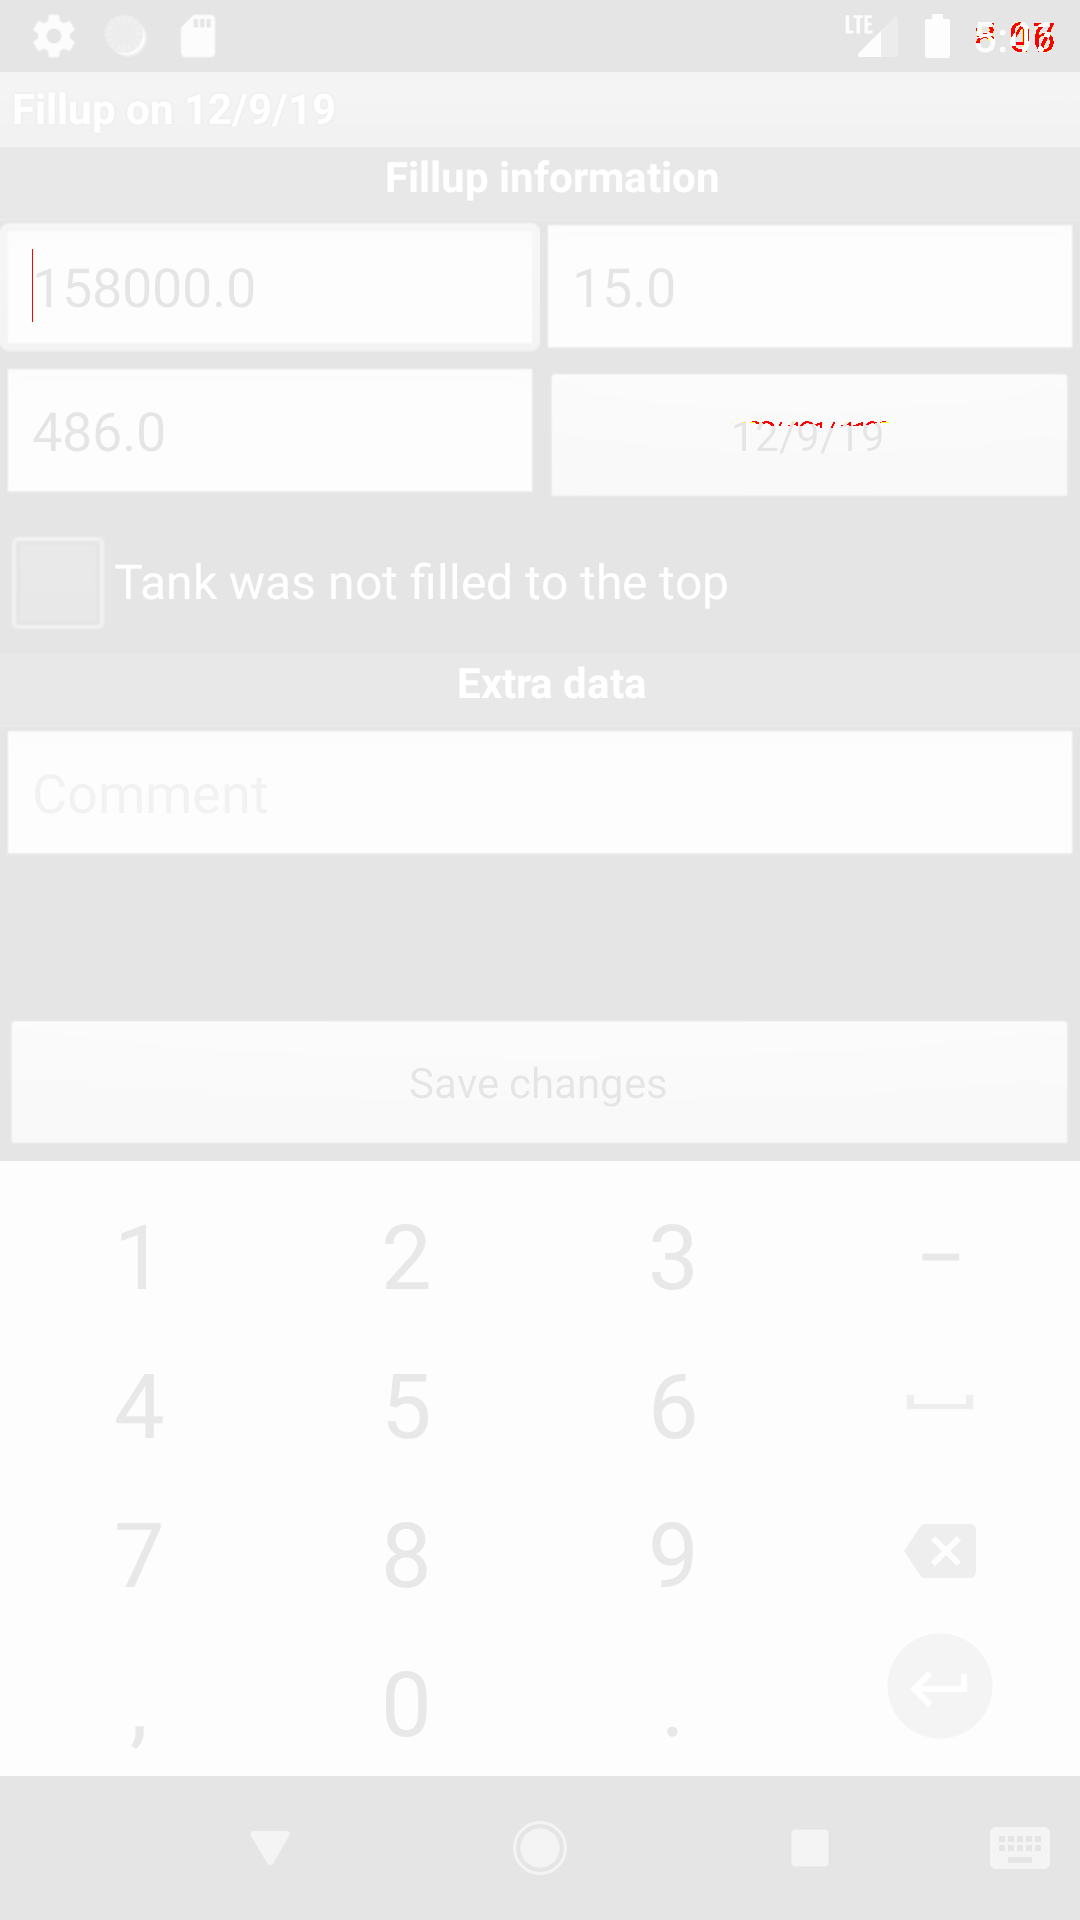 LTE
Fillup on 12/9/19
Fillup information
158000.0
15.0
486.0
12/9/19
Tank was not filled to the top
Extra data
Comment
Save changes
1 2 3 –
4 5 6
7 8 9
, 0 .